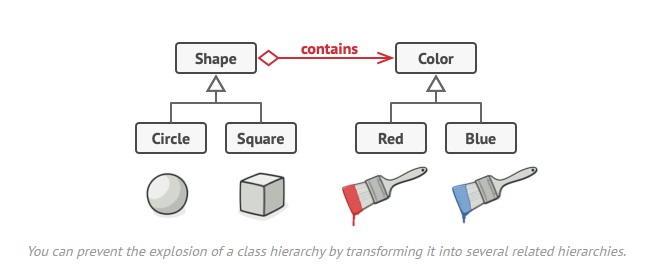 contains
Shape
Color
Circle
Square
Red
Blue
You can prevent the explosion of a class hierarchy by transforming it into several related hierarchies.